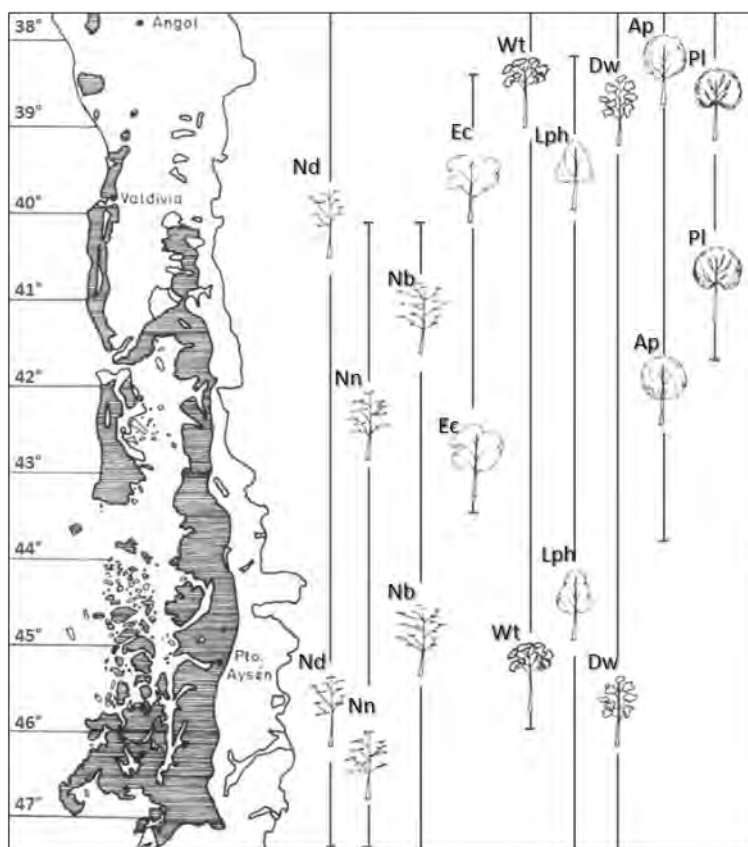 38°
Angol
39°
40°
Valdivia
41°
42°
43°
44°
45°
Pto.
Aysén
46°
47°
Nd
Nn
Nb
Ec
Wt
Lph
Dw
Ap
Pl
Pl
Ap
Ec
Nb
Lph
Wt
Dw
Nd
Nn